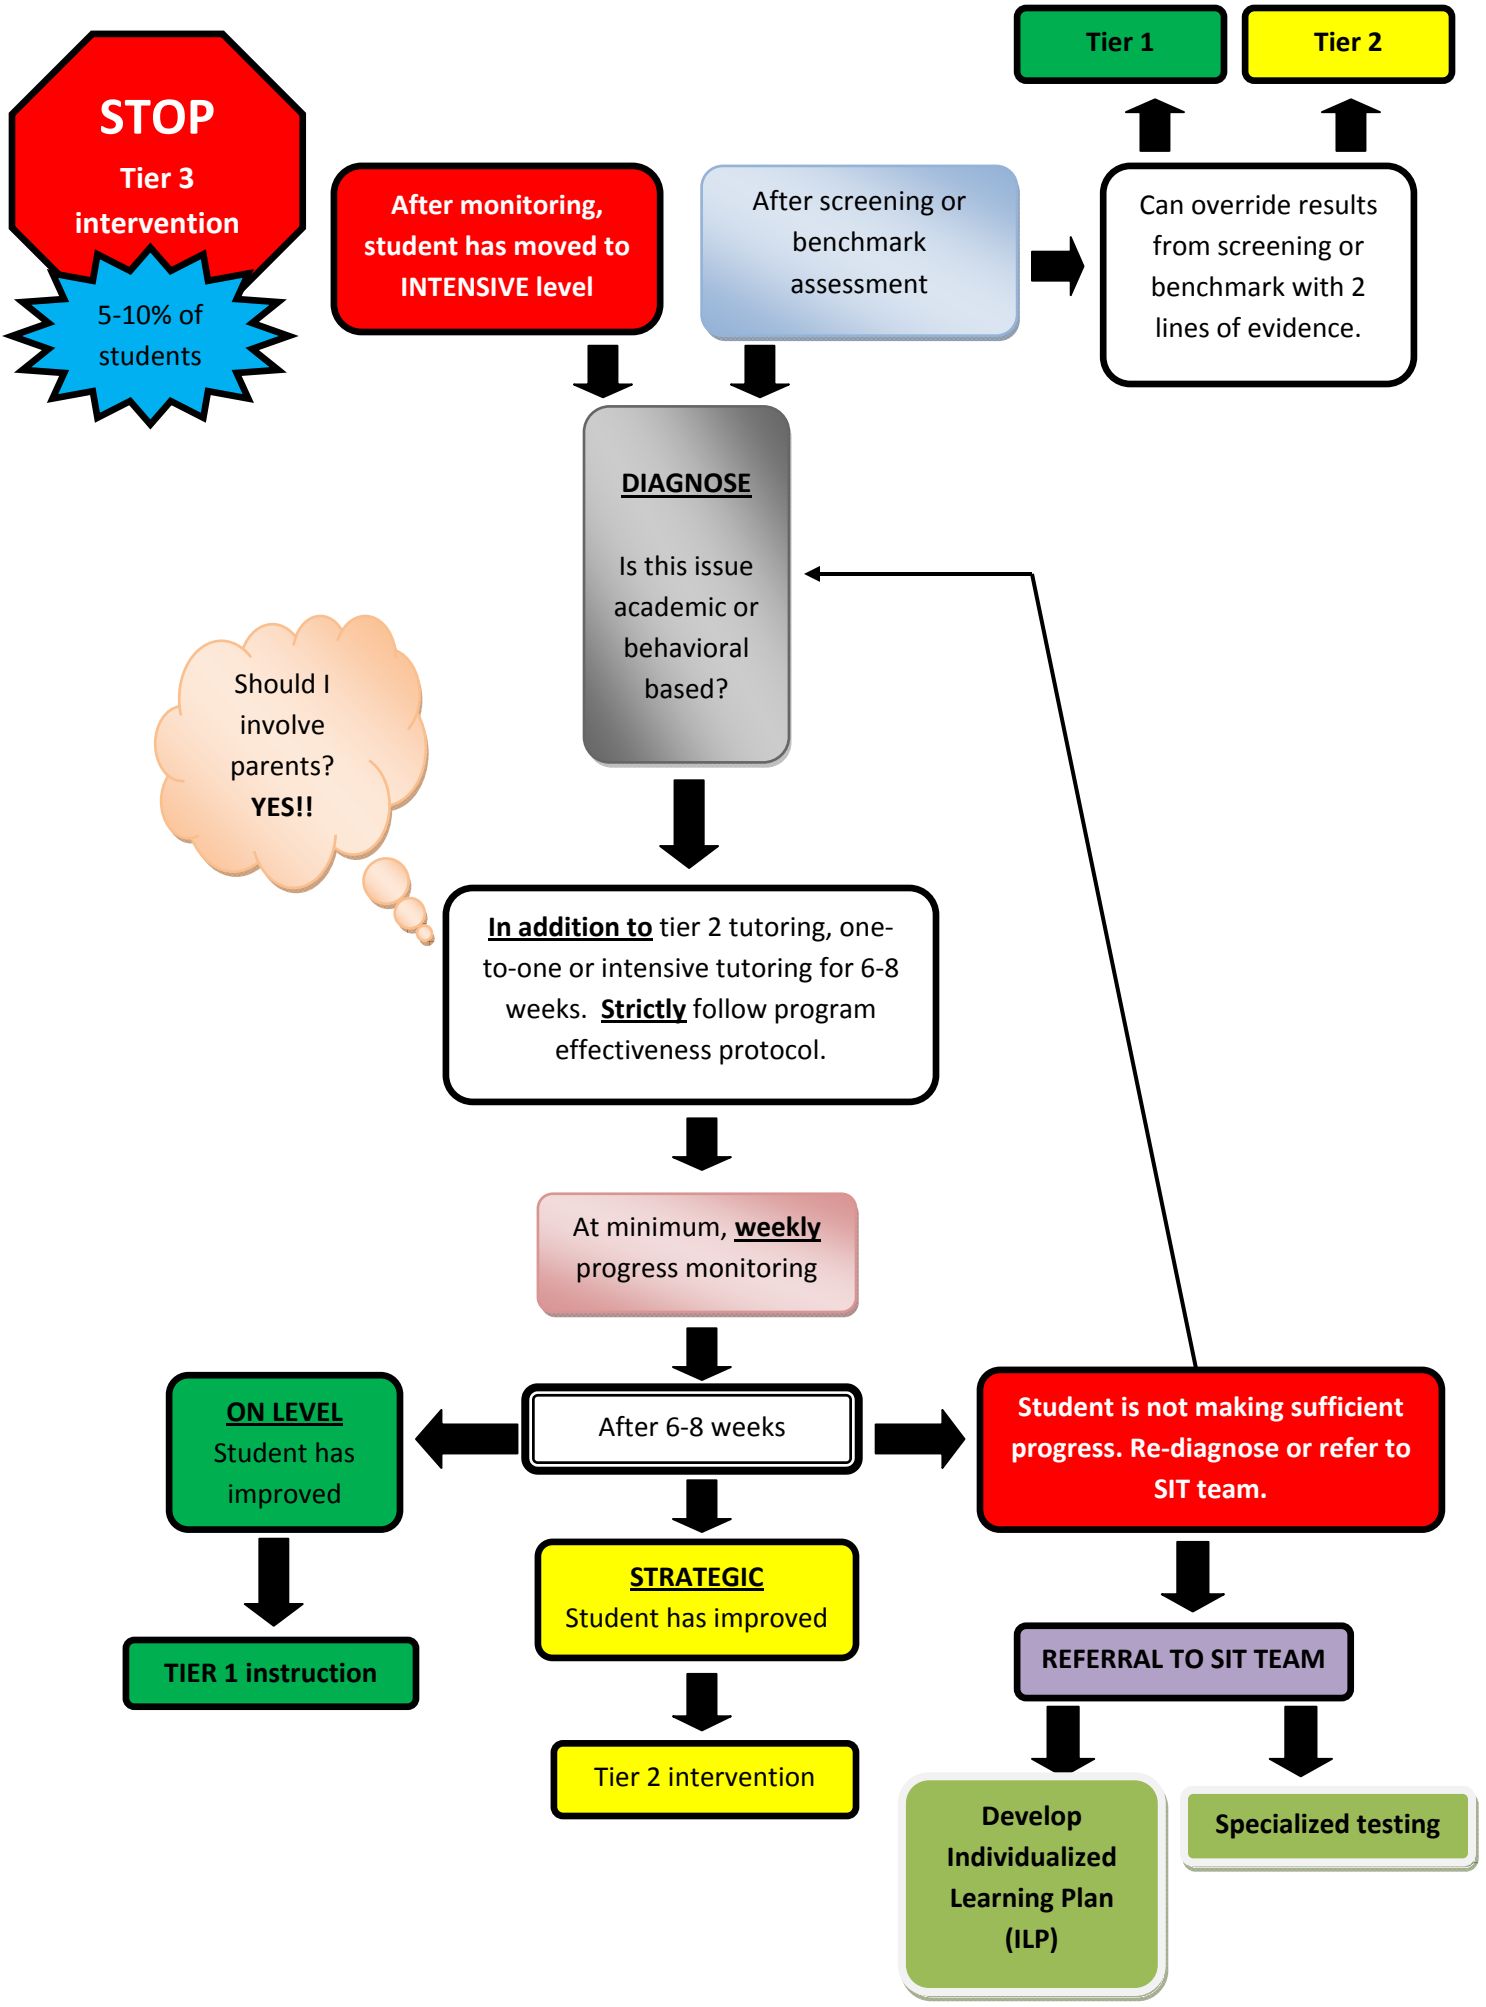 Tier 1
Tier 2
STOP
Tier 3
intervention
5-10% of
students
After monitoring,
student has moved to
INTENSIVE level
After screening or
benchmark
assessment
Can override results
from screening or
benchmark with 2
lines of evidence.
DIAGNOSE
Is this issue
academic or
behavioral
based?
Should I
involve
parents?
YES!!
In addition to tier 2 tutoring, one-
to-one or intensive tutoring for 6-8
weeks.  Strictly follow program
effectiveness protocol.
At minimum, weekly
progress monitoring
After 6-8 weeks
ON LEVEL
Student has
improved
TIER 1 instruction
STRATEGIC
Student has improved
Tier 2 intervention
Student is not making sufficient
progress. Re-diagnose or refer to
SIT team.
REFERRAL TO SIT TEAM
Develop
Individualized
Learning Plan
(ILP)
Specialized testing